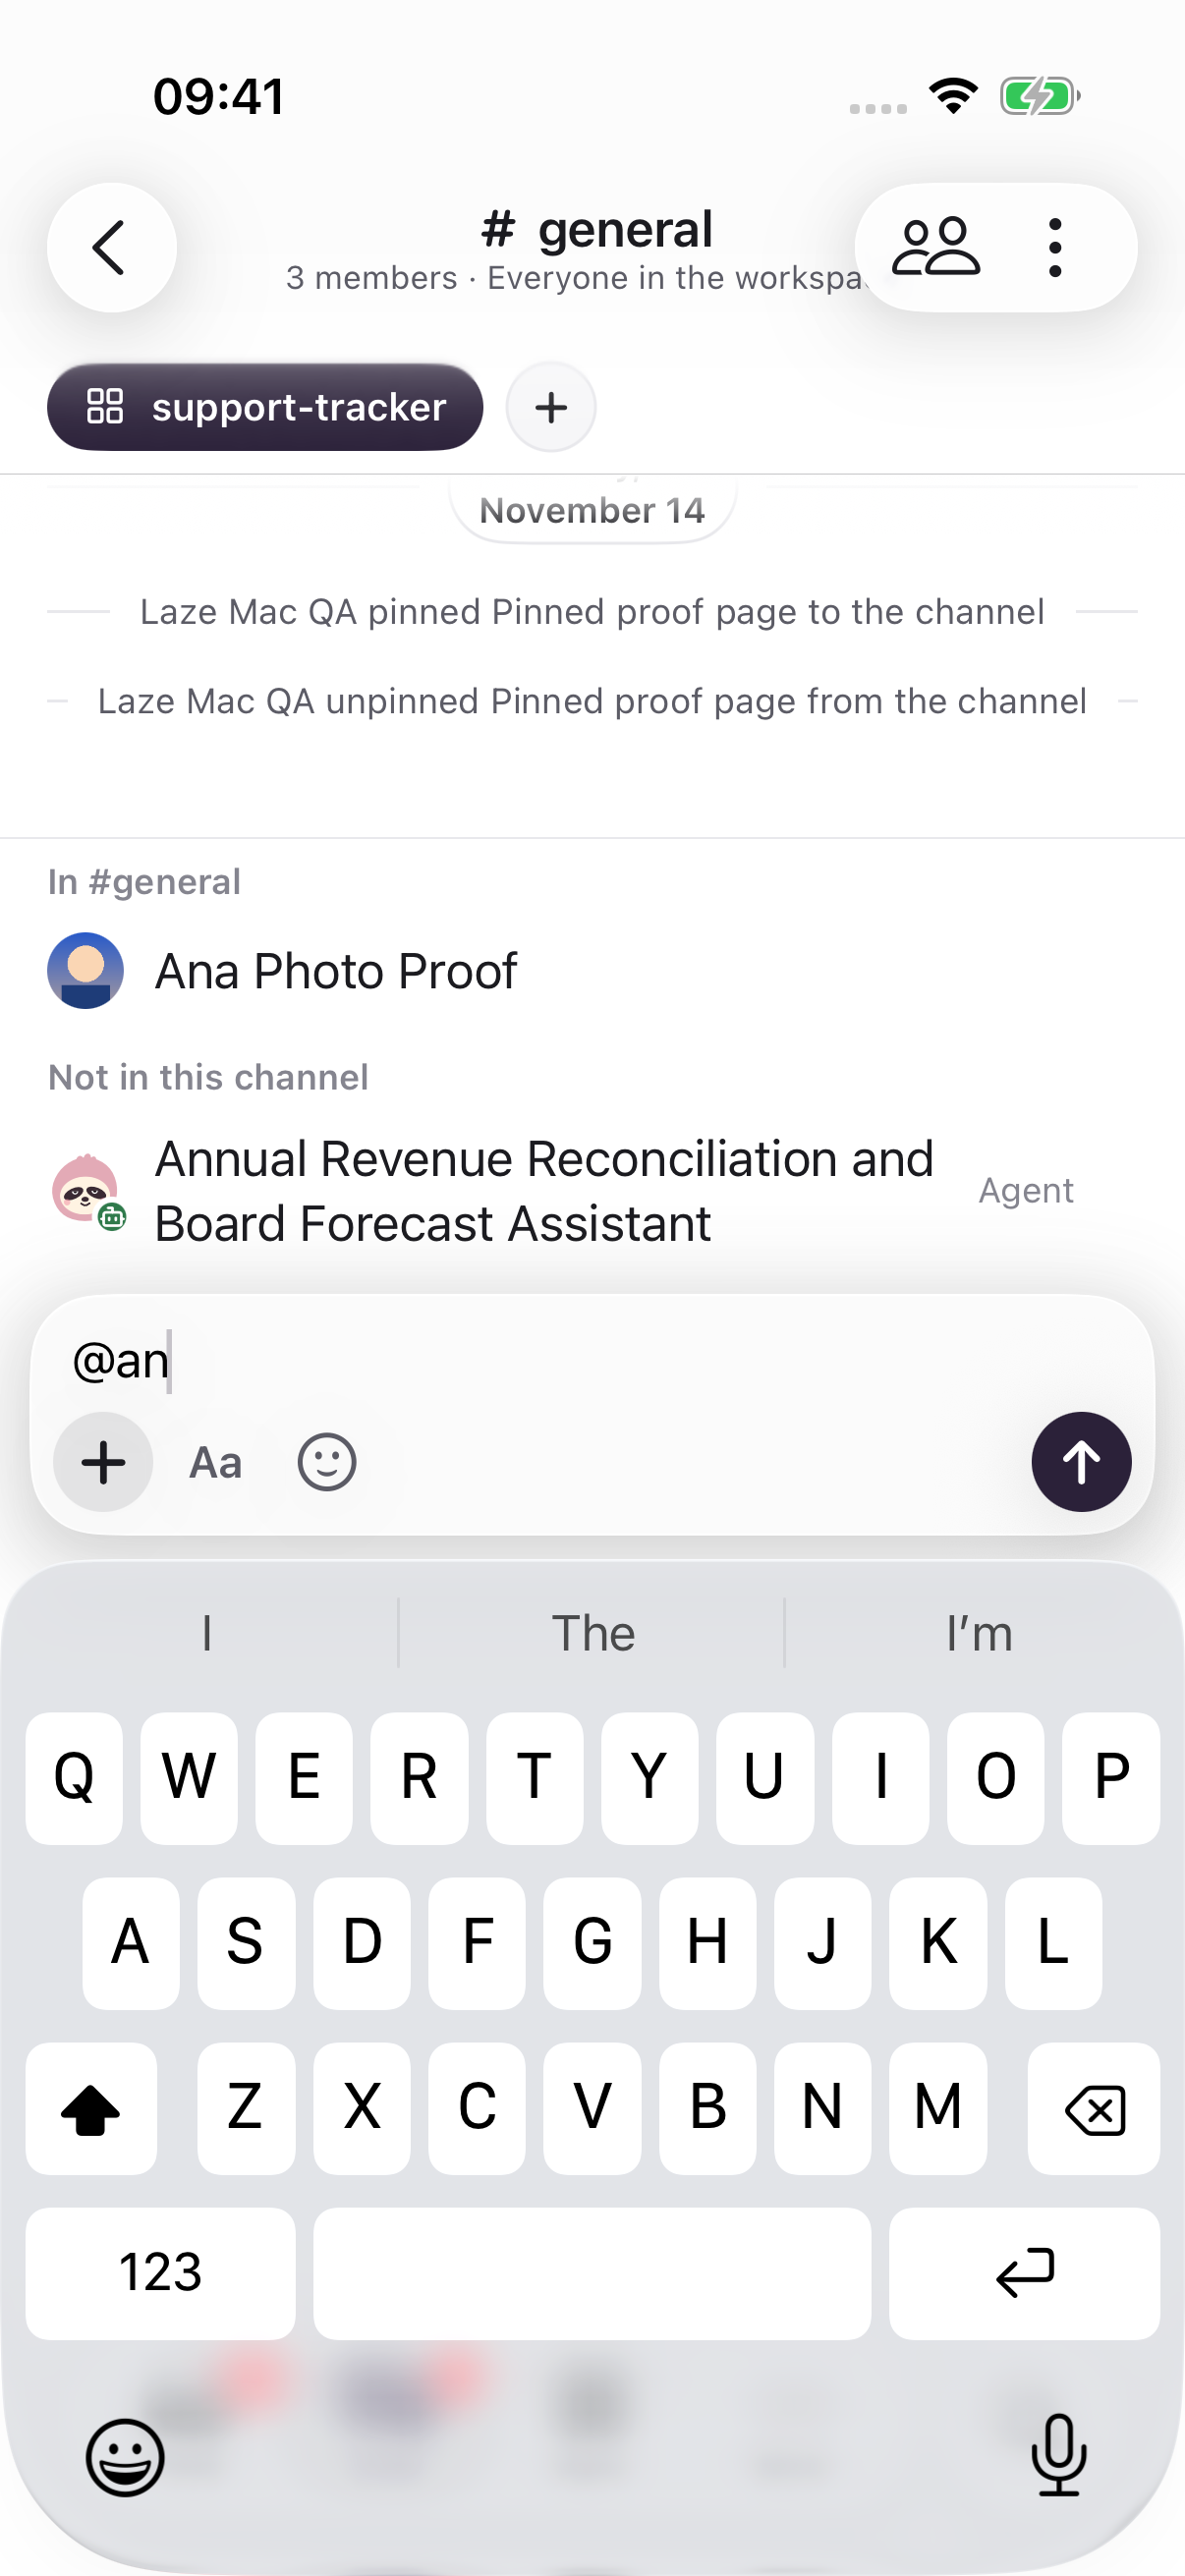 09:41
# general
3 members · Everyone in the workspa
support-tracker
November 14
Laze Mac QA pinned Pinned proof page to the channel
Laze Mac QA unpinned Pinned proof page from the channel
In #general
Ana Photo Proof
Not in this channel
Annual Revenue Reconciliation and
Board Forecast Assistant
Agent
@an
Aa
I The I’m
Q W E R T Y U I O P
A S D F G H J K L
Z X C V B N M
123